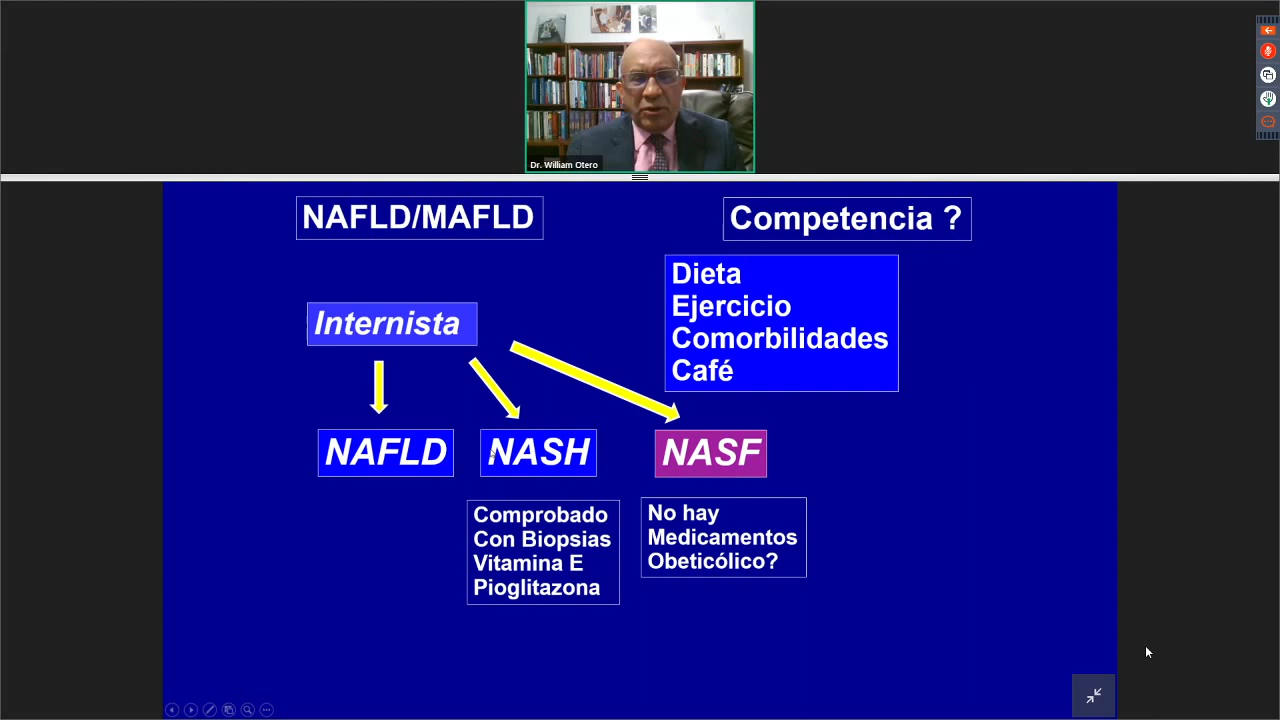 Dr. William Otero
NAFLD/MAFLD
Competencia ?
Dieta
Ejercicio
Comorbilidades
Café
Internista
NAFLD
NASH
NASF
Comprobado
Con Biopsias
Vitamina E
Pioglitazona
No hay
Medicamentos
Obeticólico?